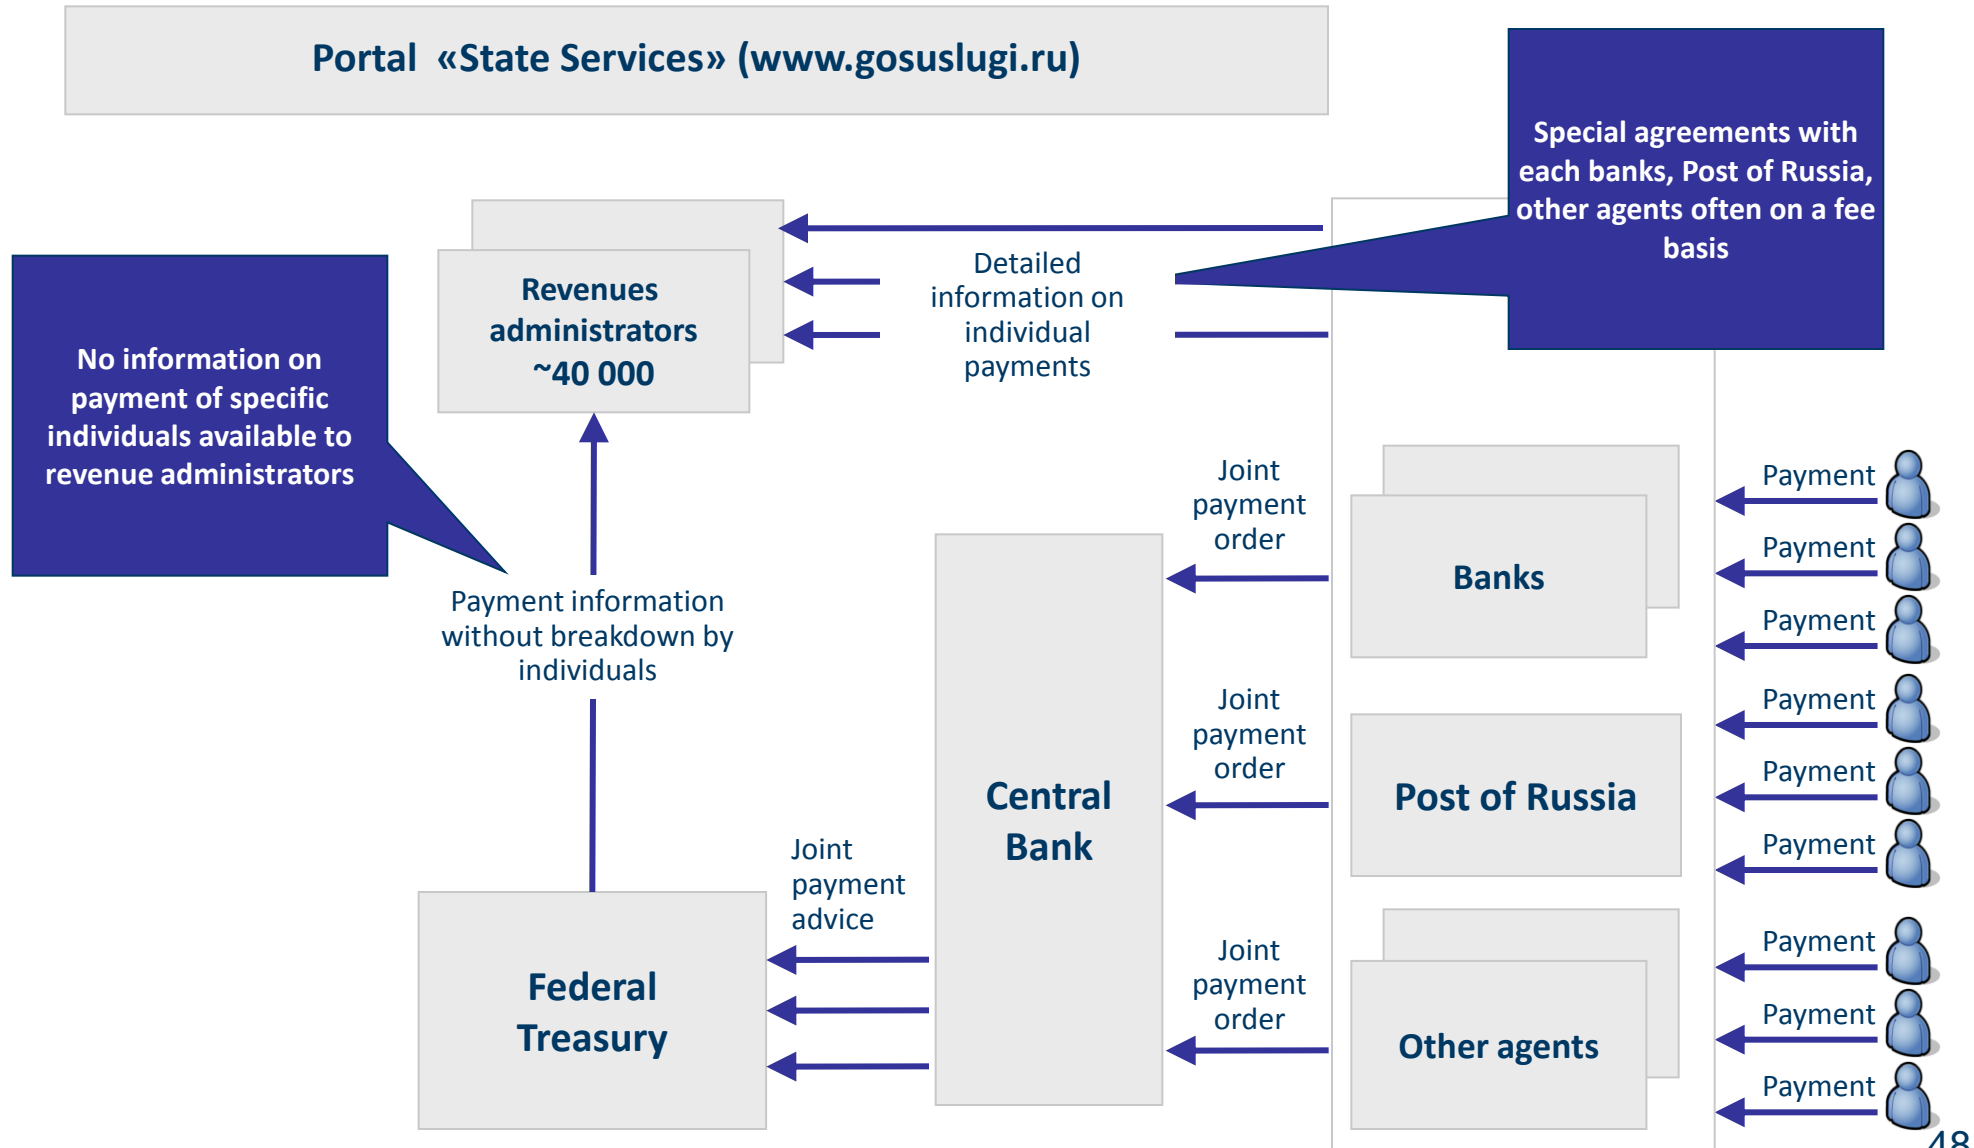 Portal «State Services» (www.gosuslugi.ru)
Special agreements with
each banks, Post of Russia,
other agents often on a fee
basis
No information on
payment of specific
individuals available to
revenue administrators
Revenues
administrators
~40 000
Detailed
information on
individual
payments
Payment information
without breakdown by
individuals
Federal
Treasury
Joint
payment
advice
Central
Bank
Joint
payment
order
Joint
payment
order
Joint
payment
order
Banks
Post of Russia
Other agents
Payment
Payment
Payment
Payment
Payment
Payment
Payment
Payment
Payment
48